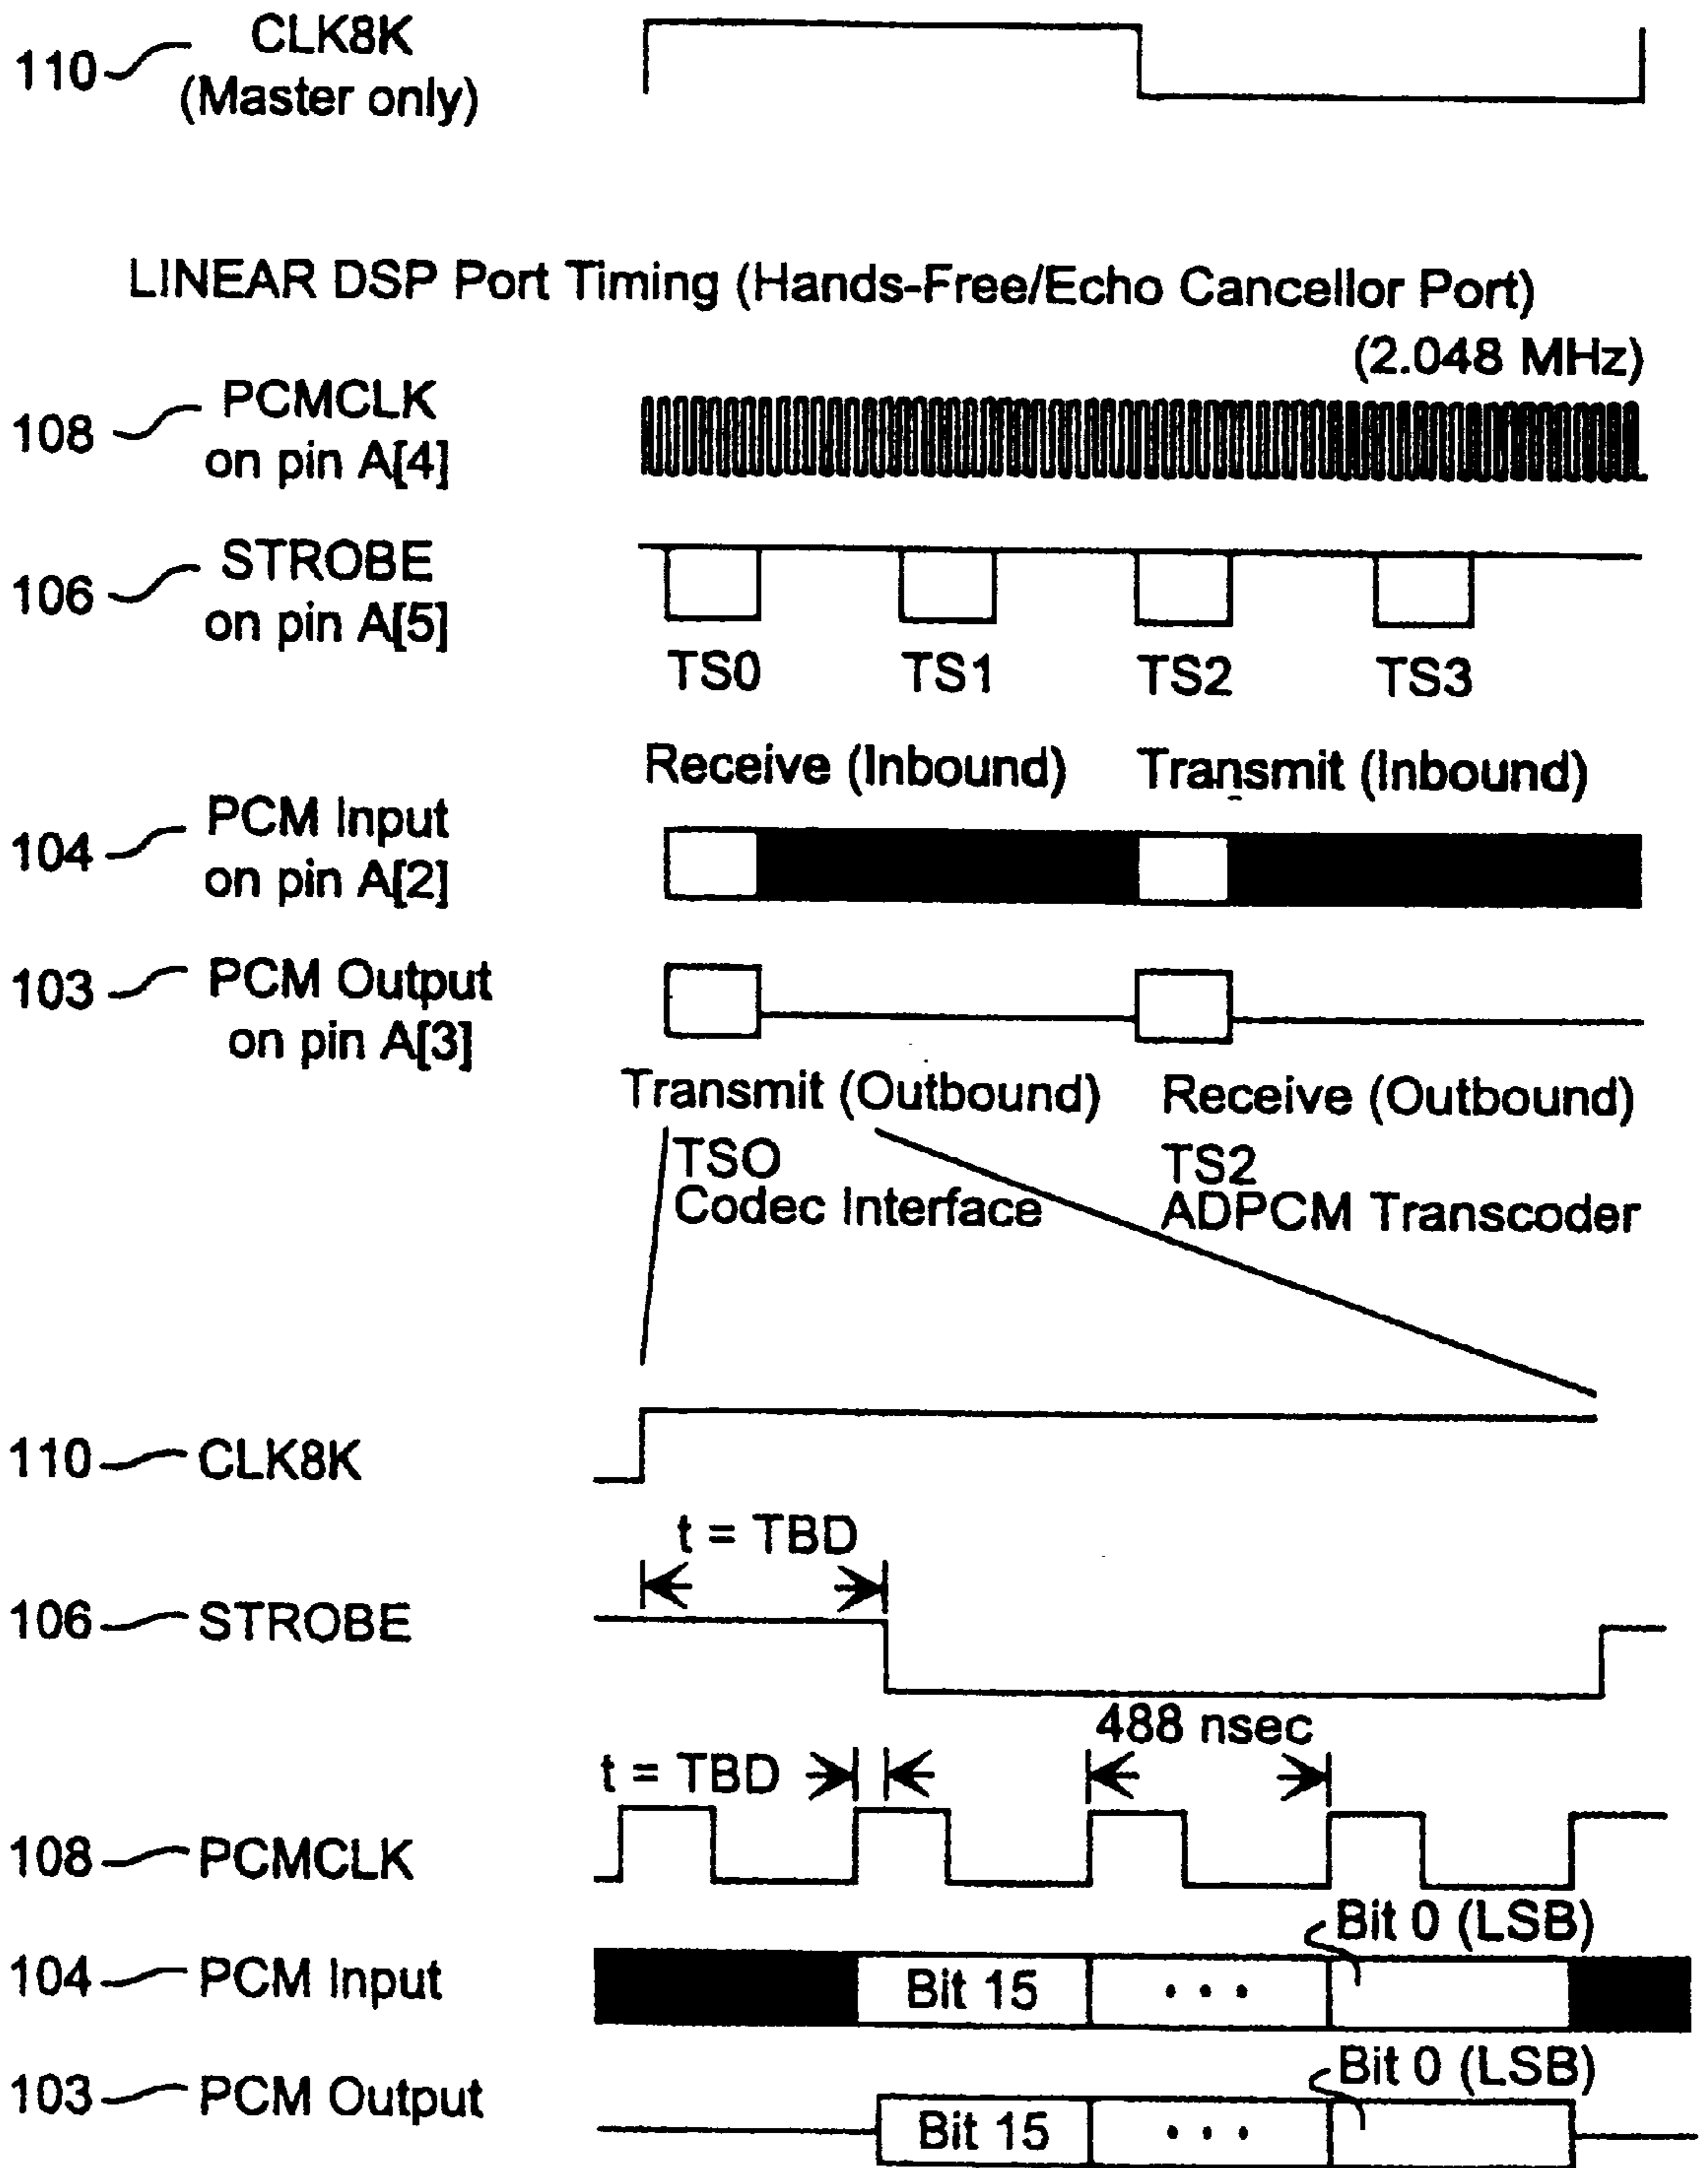 110 CLK8K
(Master only)
LINEAR DSP Port Timing (Hands-Free/Echo Cancellor Port)
(2.048 MHz)
108 PCMCLK
on pin A[4]
106 STROBE
on pin A[5]
TS0 TS1 TS2 TS3
Receive (Inbound) Transmit (Inbound)
104 PCM Input
on pin A[2]
103 PCM Output
on pin A[3]
Transmit (Outbound) Receive (Outbound)
TSO TS2
Codec Interface ADPCM Transcoder
110 CLK8K
t = TBD
106 STROBE
488 nsec
t = TBD
108 PCMCLK
Bit 0 (LSB)
104 PCM Input Bit 15 • • •
Bit 0 (LSB)
103 PCM Output Bit 15 • • •